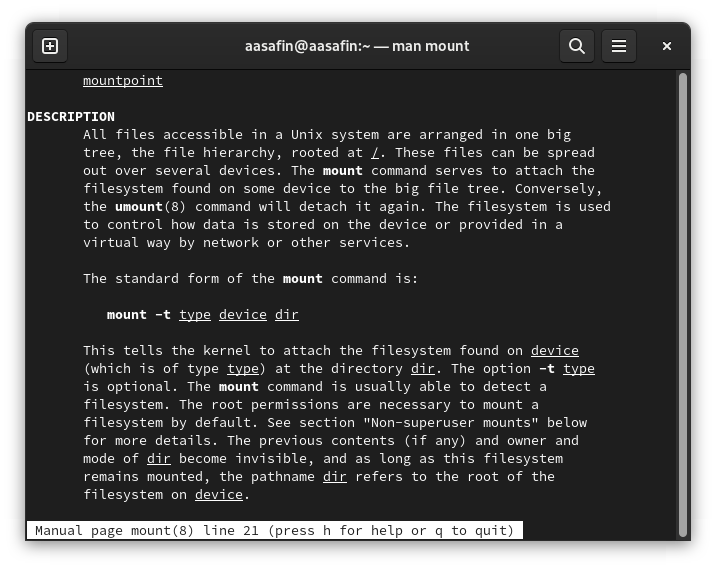 aasafin@aasafin:~ — man mount
mountpoint
DESCRIPTION
All files accessible in a Unix system are arranged in one big
tree, the file hierarchy, rooted at /. These files can be spread
out over several devices. The mount command serves to attach the
filesystem found on some device to the big file tree. Conversely,
the umount(8) command will detach it again. The filesystem is used
to control how data is stored on the device or provided in a
virtual way by network or other services.
The standard form of the mount command is:
mount -t type device dir
This tells the kernel to attach the filesystem found on device
(which is of type type) at the directory dir. The option -t type
is optional. The mount command is usually able to detect a
filesystem. The root permissions are necessary to mount a
filesystem by default. See section "Non-superuser mounts" below
for more details. The previous contents (if any) and owner and
mode of dir become invisible, and as long as this filesystem
remains mounted, the pathname dir refers to the root of the
filesystem on device.
Manual page mount(8) line 21 (press h for help or q to quit)